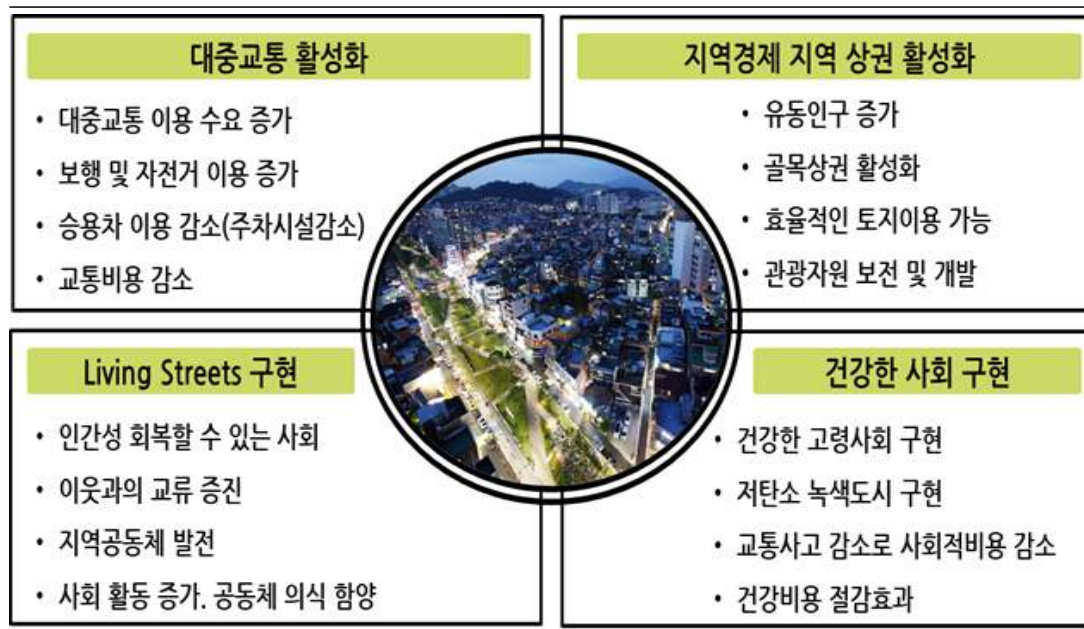 대중교통 활성화
• 대중교통 이용 수요 증가
• 보행 및 자전거 이용 증가
• 승용차 이용 감소(주차시설감소)
• 교통비용 감소
지역경제 지역 상권 활성화
• 유동인구 증가
• 골목상권 활성화
• 효율적인 토지이용 가능
• 관광자원 보전 및 개발
Living Streets 구현
• 인간성 회복할 수 있는 사회
• 이웃과의 교류 증진
• 지역공동체 발전
• 사회 활동 증가. 공동체 의식 함양
건강한 사회 구현
• 건강한 고령사회 구현
• 저탄소 녹색도시 구현
• 교통사고 감소로 사회적비용 감소
• 건강비용 절감효과